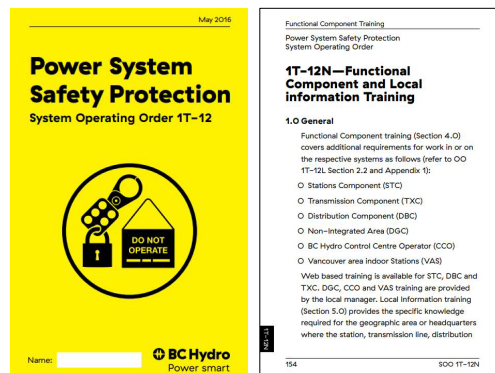 May 2016
Power System
Safety Protection
System Operating Order 1T–12
DO NOT
OPERATE
1
Name:
BC Hydro
Power smart
Functional Component Training
Power System Safety Protection
System Operating Order
1T–12N—Functional
Component and Local
information Training
1.0 General
Functional Component training (Section 4.0)
covers additional requirements for work in or on
the respective systems as follows (refer to OO
1T–12L Section 2.2 and Appendix 1):
O Stations Component (STC)
O Transmission Component (TXC)
O Distribution Component (DBC)
O Non-Integrated Area (DGC)
O BC Hydro Control Centre Operator (CCO)
O Vancouver area indoor Stations (VAS)
Web based training is available for STC, DBC and
TXC. DGC, CCO and VAS training are provided
by the local manager. Local Information training
(Section 5.0) provides the specific knowledge
required for the geographic area or headquarters
where the station, transmission line, distribution
1T–12N
154
SOO 1T–12N